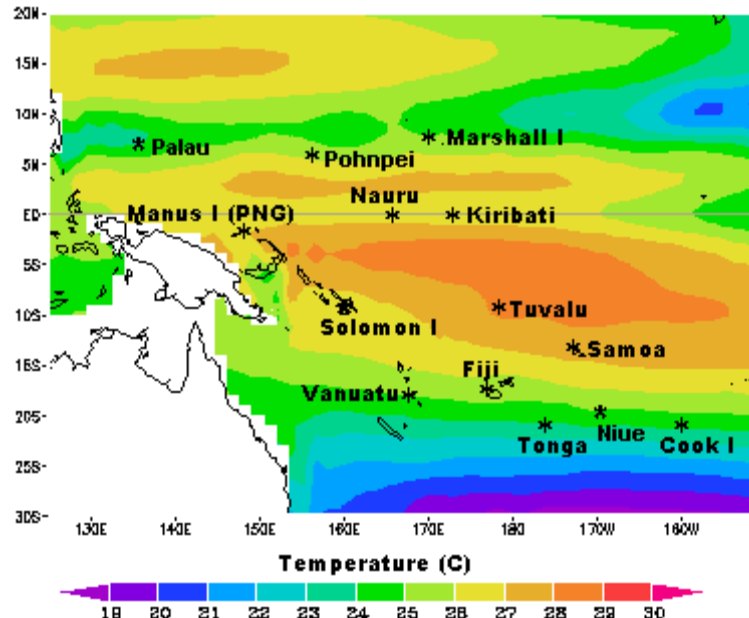 20N
15N
10N
Palau
Marshall I
Pohnpei
5N
Nauru
Manus I (PNG)
Kiribati
EQ
5S
Tuvalu
10S
Solomon I
Samoa
15S
Fiji
Vanuatu
20S
Niue
Tonga
Cook I
25S
30S
130E 140E 150E 160E 170E 180 170W 160W
Temperature (C)
19 20 21 22 23 24 25 26 27 28 29 30